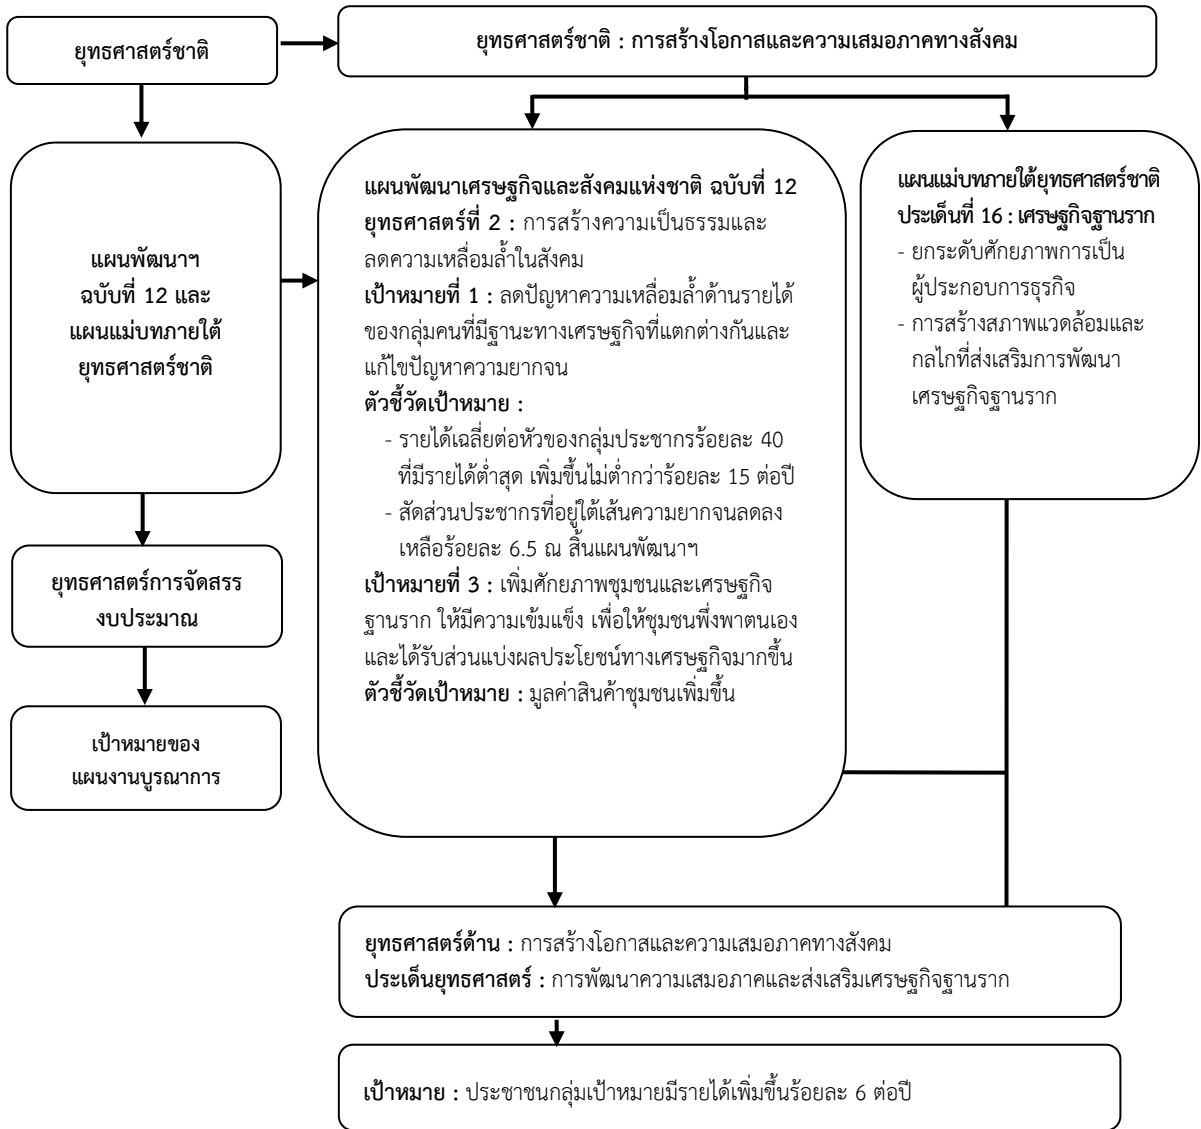 ยุทธศาสตร์ชาติ
ยุทธศาสตร์ชาติ : การสร้างโอกาสและความเสมอภาคทางสังคม
แผนพัฒนาฯ
ฉบับที่ 12 และ
แผนแม่บทภายใต้
ยุทธศาสตร์ชาติ
แผนพัฒนาเศรษฐกิจและสังคมแห่งชาติ ฉบับที่ 12
ยุทธศาสตร์ที่ 2 : การสร้างความเป็นธรรมและ
ลดความเหลื่อมล้ำในสังคม
เป้าหมายที่ 1 : ลดปัญหาความเหลื่อมล้ำด้านรายได้
ของกลุ่มคนที่มีฐานะทางเศรษฐกิจที่แตกต่างกันและ
แก้ไขปัญหาความยากจน
ตัวชี้วัดเป้าหมาย :
- รายได้เฉลี่ยต่อหัวของกลุ่มประชากรร้อยละ 40
ที่มีรายได้ต่ำสุด เพิ่มขึ้นไม่ต่ำกว่าร้อยละ 15 ต่อปี
- สัดส่วนประชากรที่อยู่ใต้เส้นความยากจนลดลง
เหลือร้อยละ 6.5 ณ สิ้นแผนพัฒนาฯ
เป้าหมายที่ 3 : เพิ่มศักยภาพชุมชนและเศรษฐกิจ
ฐานราก ให้มีความเข้มแข็ง เพื่อให้ชุมชนพึ่งพาตนเอง
และได้รับส่วนแบ่งผลประโยชน์ทางเศรษฐกิจมากขึ้น
ตัวชี้วัดเป้าหมาย : มูลค่าสินค้าชุมชนเพิ่มขึ้น
แผนแม่บทภายใต้ยุทธศาสตร์ชาติ
ประเด็นที่ 16 : เศรษฐกิจฐานราก
- ยกระดับศักยภาพการเป็น
ผู้ประกอบการธุรกิจ
- การสร้างสภาพแวดล้อมและ
กลไกที่ส่งเสริมการพัฒนา
เศรษฐกิจฐานราก
ยุทธศาสตร์การจัดสรร
งบประมาณ
เป้าหมายของ
แผนงานบูรณาการ
ยุทธศาสตร์ด้าน : การสร้างโอกาสและความเสมอภาคทางสังคม
ประเด็นยุทธศาสตร์ : การพัฒนาความเสมอภาคและส่งเสริมเศรษฐกิจฐานราก
เป้าหมาย : ประชาชนกลุ่มเป้าหมายมีรายได้เพิ่มขึ้นร้อยละ 6 ต่อปี